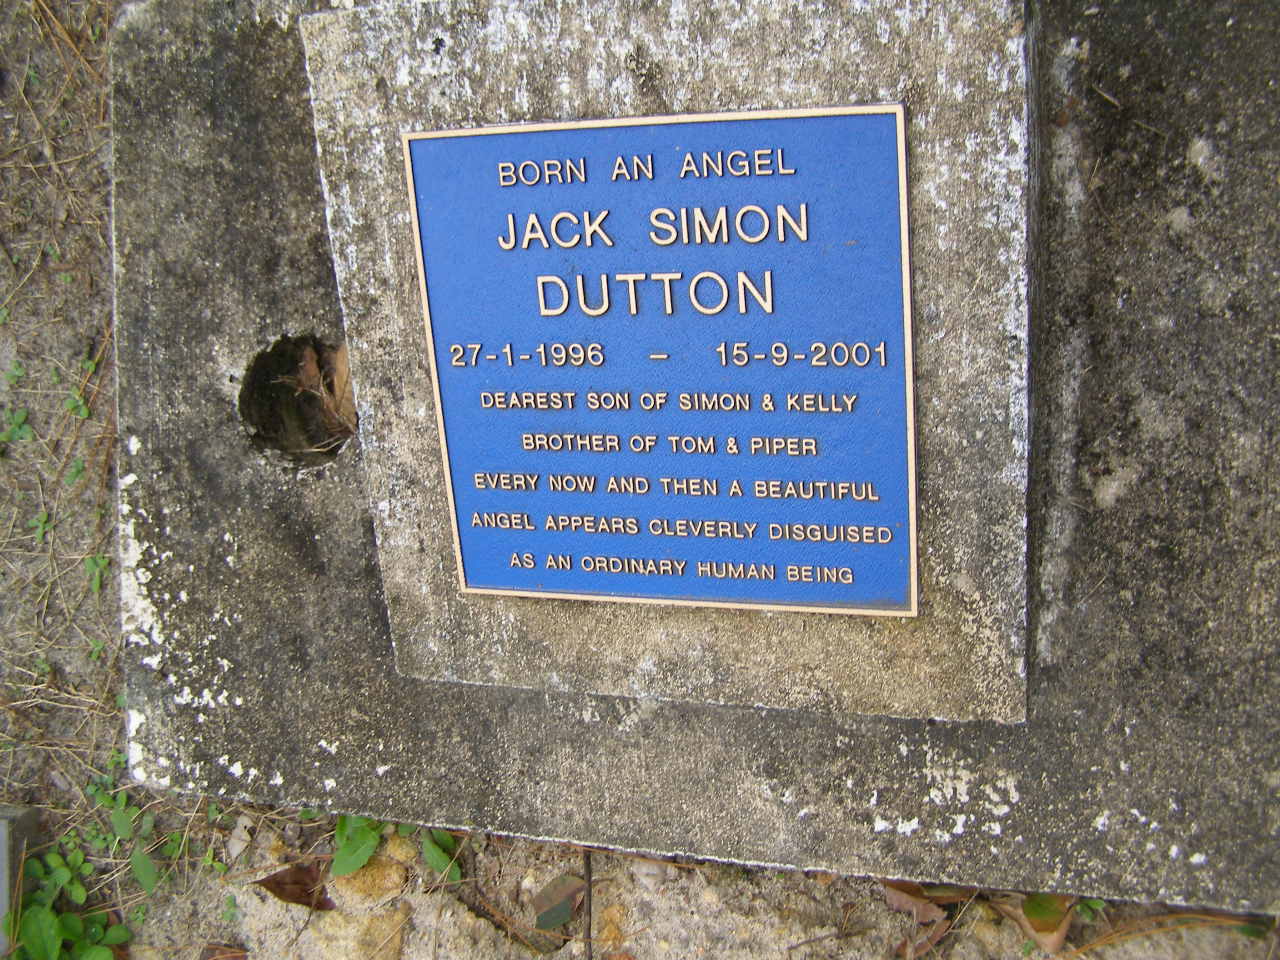 BORN AN ANGEL
JACK SIMON
DUTTON
27-1-1996 – 15-9-2001
DEAREST SON OF SIMON & KELLY
BROTHER OF TOM & PIPER
EVERY NOW AND THEN A BEAUTIFUL
ANGEL APPEARS CLEVERLY DISGUISED
AS AN ORDINARY HUMAN BEING